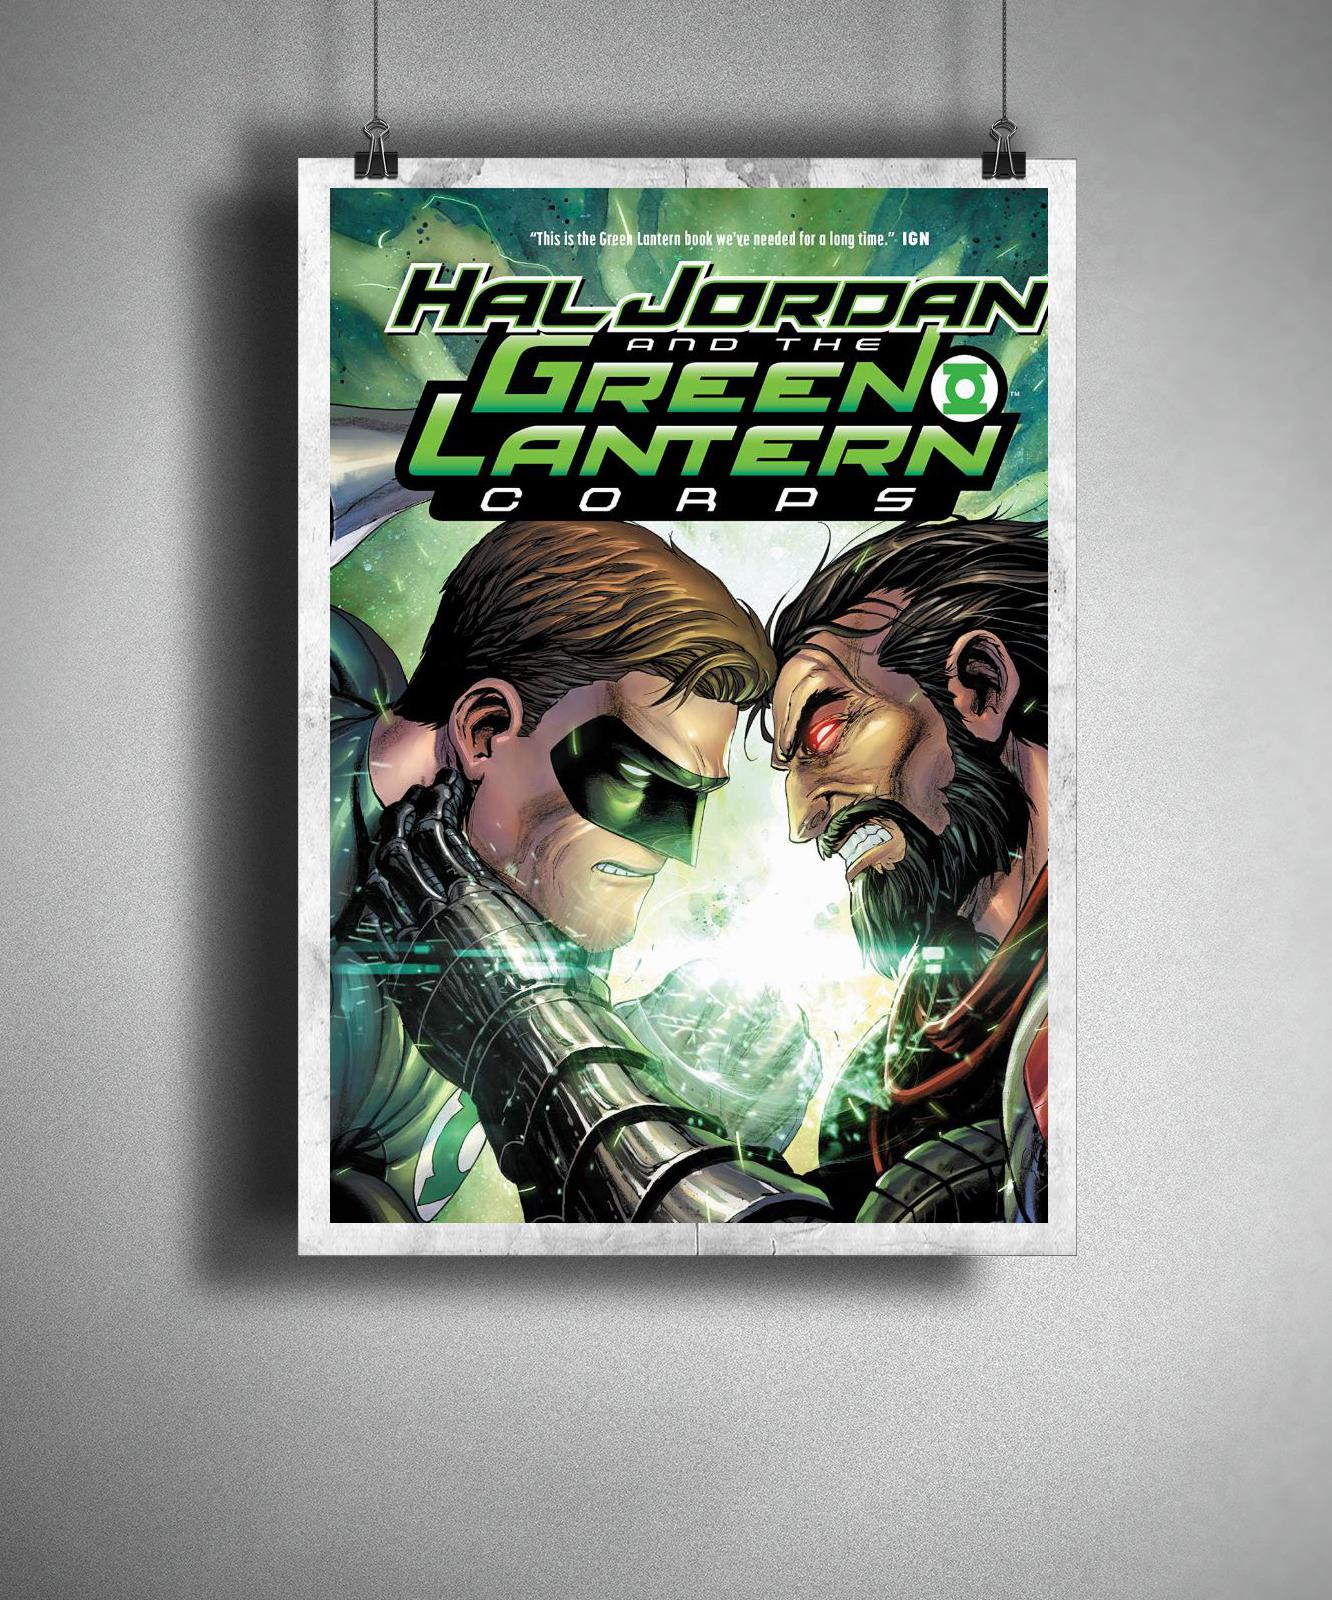 "This is the Green Lantern book we've needed for a long time." IGN
HAL JORDAN
AND THE
GREEN
LANTERN
CORPS
TM